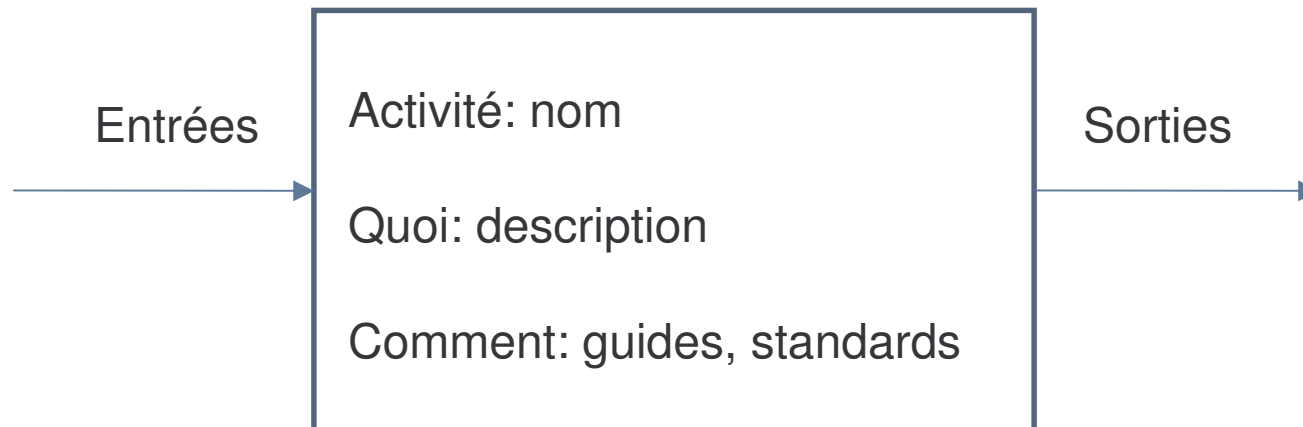 Entrées
Activité: nom
Sorties
Quoi: description
Comment: guides, standards